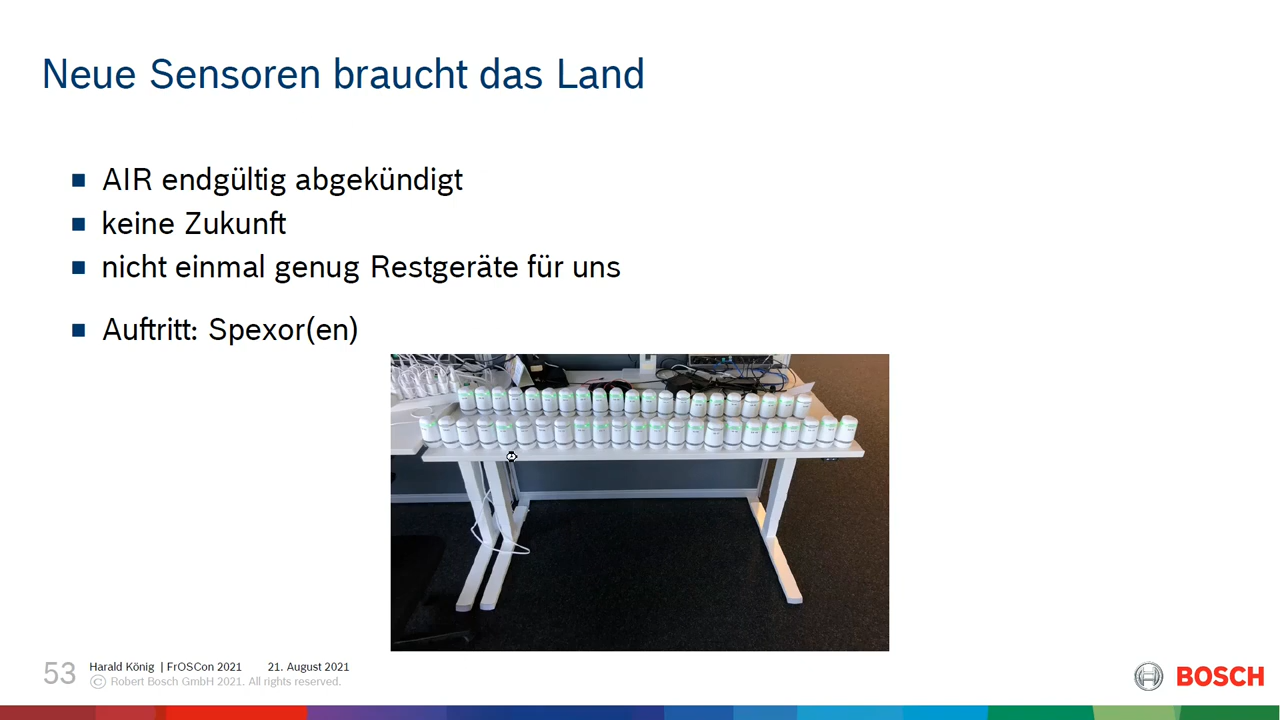 Neue Sensoren braucht das Land
AIR endgültig abgekündigt
keine Zukunft
nicht einmal genug Restgeräte für uns
Auftritt: Spexor(en)
53
Harald König | FrOSCon 2021 21. August 2021
© Robert Bosch GmbH 2021. All rights reserved.
BOSCH